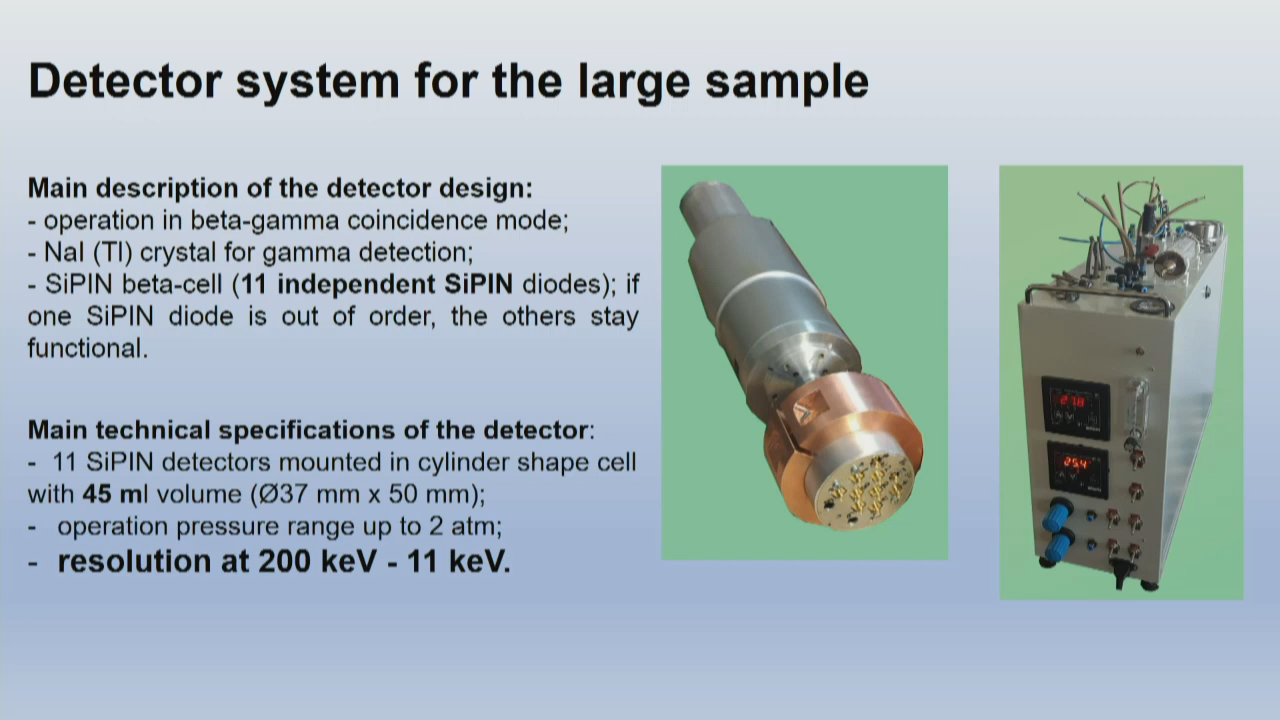 Detector system for the large sample
Main description of the detector design:
- operation in beta-gamma coincidence mode;
- NaI (Tl) crystal for gamma detection;
- SiPIN beta-cell (11 independent SiPIN diodes); if
one SiPIN diode is out of order, the others stay
functional.
Main technical specifications of the detector:
- 11 SiPIN detectors mounted in cylinder shape cell
with 45 ml volume (Ø37 mm x 50 mm);
- operation pressure range up to 2 atm;
- resolution at 200 keV - 11 keV.
27.8
25.4